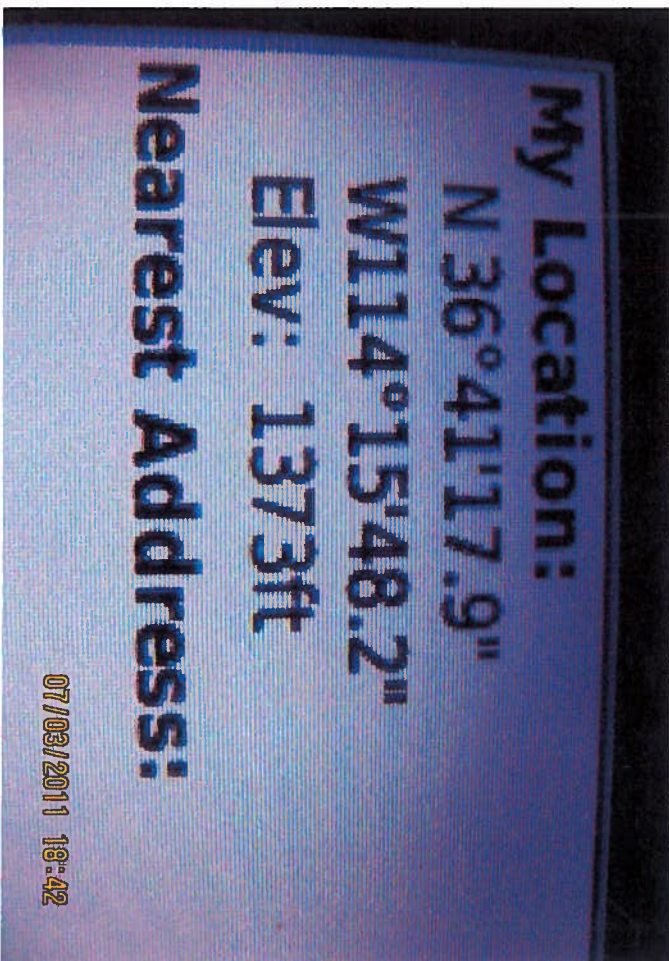 My Location:
N 36°41'17.9"
W114°15'48.2"
Elev: 1373ft
Nearest Address:
07/03/2011 18:42